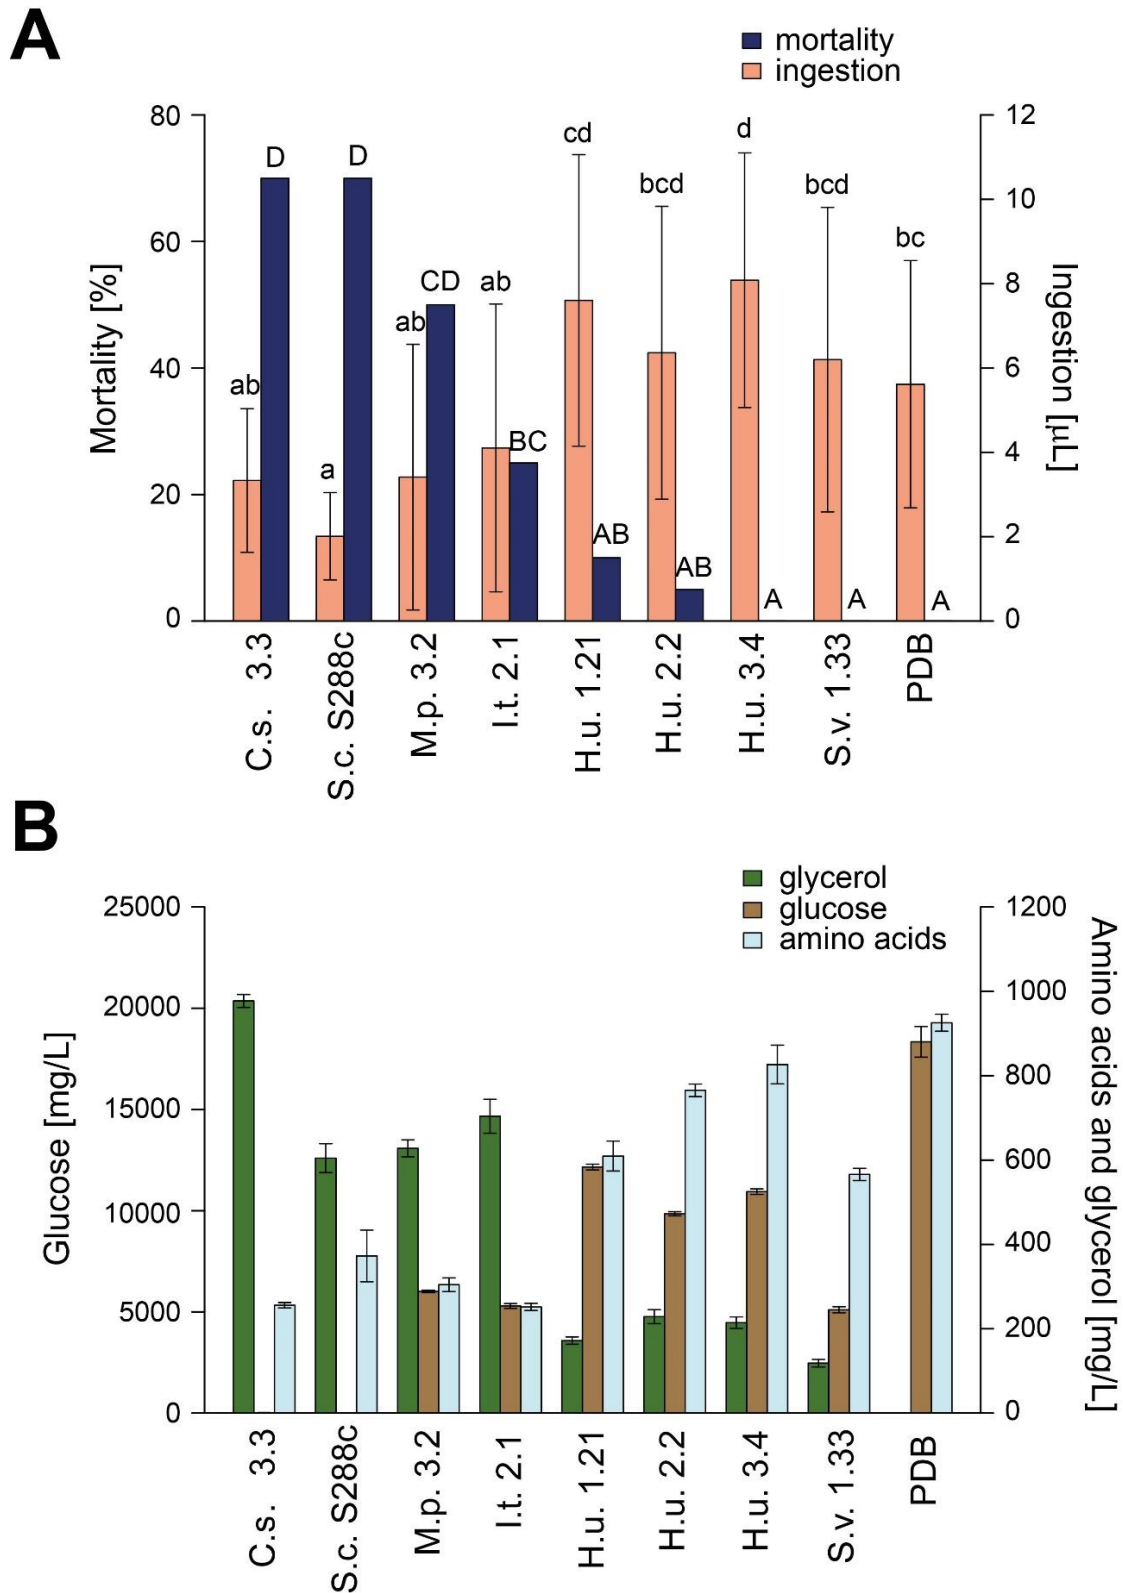 A
mortality
ingestion
80
60
40
20
0
Mortality [%]
12
10
8
6
4
2
0
Ingestion [µL]
ab
D
a
D
ab
CD
ab
BC
cd
AB
bcd
AB
d
A
bcd
A
bc
A
C.s. 3.3
S.c. S288c
M.p. 3.2
I.t. 2.1
H.u. 1.21
H.u. 2.2
H.u. 3.4
S.v. 1.33
PDB
B
glycerol
glucose
amino acids
25000
20000
15000
10000
5000
0
Glucose [mg/L]
1200
1000
800
600
400
200
0
Amino acids and glycerol [mg/L]
C.s. 3.3
S.c. S288c
M.p. 3.2
I.t. 2.1
H.u. 1.21
H.u. 2.2
H.u. 3.4
S.v. 1.33
PDB